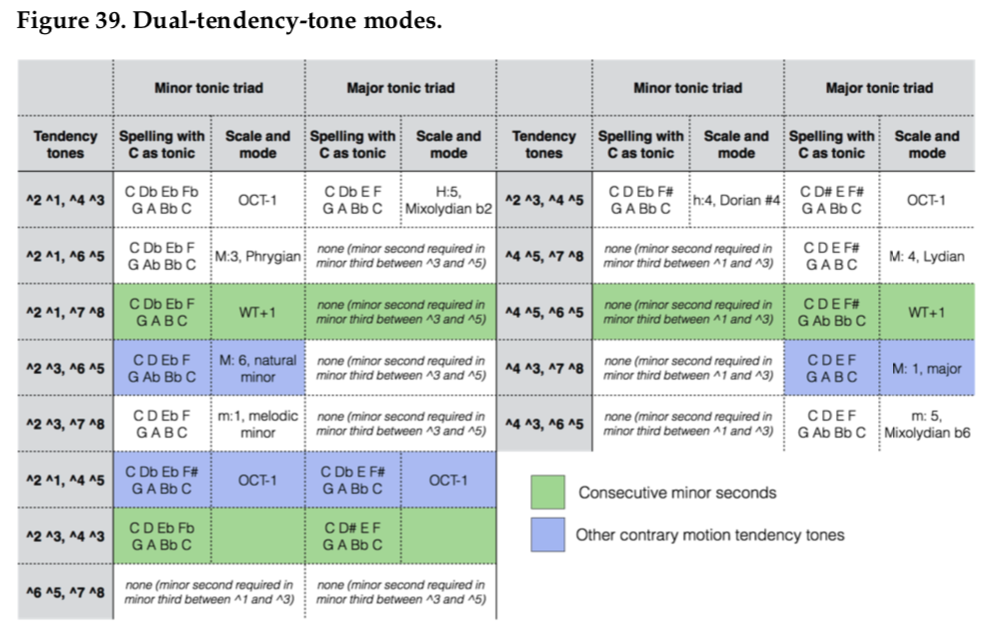 Figure 39. Dual-tendency-tone modes.
Minor tonic triad
Major tonic triad
Minor tonic triad
Major tonic triad
Tendency
tones
Spelling with
C as tonic
Scale and
mode
Spelling with
C as tonic
Scale and
mode
Tendency
tones
Spelling with
C as tonic
Scale and
mode
Spelling with
C as tonic
Scale and
mode
^2 ^1, ^4 ^3
C Db Eb Fb
G A Bb C
OCT-1
C Db E F
G A Bb C
H:5,
Mixolydian b2
^2 ^3, ^4 ^5
C D Eb F#
G A Bb C
h:4, Dorian #4
C D# E F#
G A Bb C
OCT-1
^2 ^1, ^6 ^5
C Db Eb F
G Ab Bb C
M:3, Phrygian
none (minor second required in
minor third between ^3 and ^5)
^4 ^5, ^7 ^8
none (minor second required in
minor third between ^1 and ^3)
C D E F#
G A B C
M: 4, Lydian
^2 ^1, ^7 ^8
C Db Eb F
G A B C
WT+1
none (minor second required in
minor third between ^3 and ^5)
^4 ^5, ^6 ^5
none (minor second required in
minor third between ^1 and ^3)
C D E F#
G Ab Bb C
WT+1
^2 ^3, ^6 ^5
C D Eb F
G Ab Bb C
M: 6, natural
minor
none (minor second required in
minor third between ^3 and ^5)
^4 ^3, ^7 ^8
none (minor second required in
minor third between ^1 and ^3)
C D E F
G A B C
M: 1, major
^2 ^3, ^7 ^8
C D Eb F
G A B C
m:1, melodic
minor
none (minor second required in
minor third between ^3 and ^5)
^4 ^3, ^6 ^5
none (minor second required in
minor third between ^1 and ^3)
C D E F
G Ab Bb C
m: 5,
Mixolydian b6
^2 ^1, ^4 ^5
C Db Eb F#
G A Bb C
OCT-1
C Db E F#
G A Bb C
OCT-1
Consecutive minor seconds
^2 ^3, ^4 ^3
C D Eb Fb
G A Bb C
C D# E F
G A Bb C
Other contrary motion tendency tones
^6 ^5, ^7 ^8
none (minor second required in
minor third between ^1 and ^3)
none (minor second required in
minor third between ^3 and ^5)